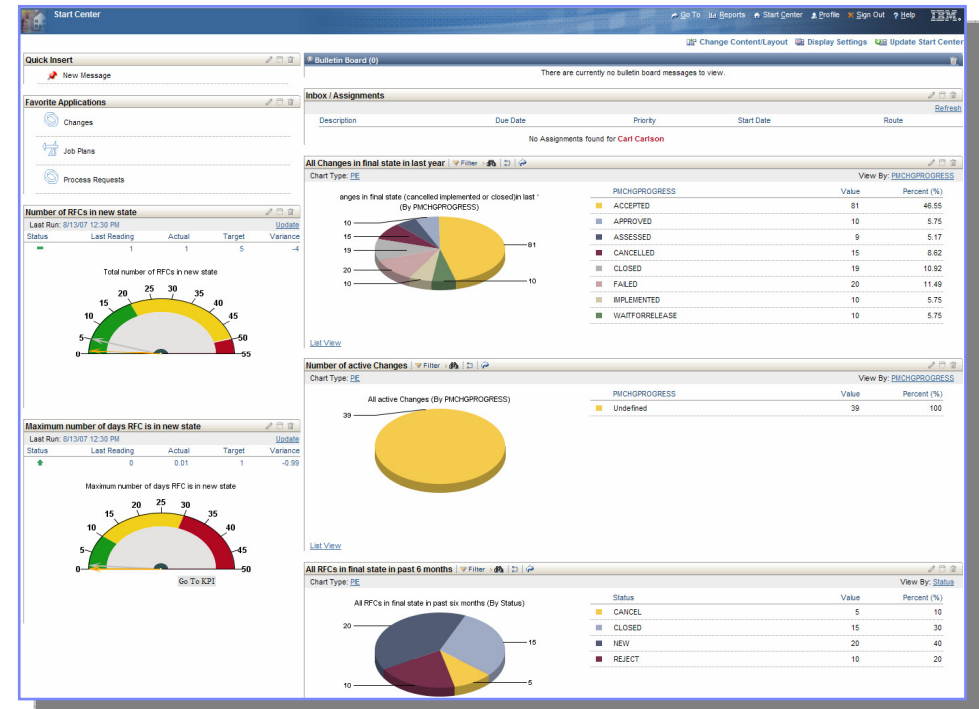 Start Center
Go To Reports Start Center Profile Sign Out ? Help IBM.
Change Content/Layout Display Settings Update Start Center
Quick Insert
New Message
Favorite Applications
Changes
Job Plans
Process Requests
Number of RFCs in new state
Last Run: 8/13/07 12:30 PM Update
Status Last Reading Actual Target Variance
1 1 5 -4
Total number of RFCs in new state
0 5 10 15 20 25 30 35 40 45 50 55
Maximum number of days RFC is in new state
Last Run: 8/13/07 12:30 PM Update
Status Last Reading Actual Target Variance
0 0.01 1 -0.99
Maximum number of days RFC is in new state
0 5 10 15 20 25 30 35 40 45 50
Go To KPI
Bulletin Board (0)
There are currently no bulletin board messages to view.
Inbox / Assignments
Refresh
Description Due Date Priority Start Date Route
No Assignments found for Carl Carlson
All Changes in final state in last year Filter
Chart Type: PE View By: PMCHGPROGRESS
anges in final state (cancelled implemented or closed)in last '
(By PMCHGPROGRESS)
10
15
19
20
10
81
10
PMCHGPROGRESS Value Percent (%)
ACCEPTED 81 46.55
APPROVED 10 5.75
ASSESSED 9 5.17
CANCELLED 15 8.62
CLOSED 19 10.92
FAILED 20 11.49
IMPLEMENTED 10 5.75
WAITFORRELEASE 10 5.75
List View
Number of active Changes Filter
Chart Type: PE View By: PMCHGPROGRESS
All active Changes (By PMCHGPROGRESS)
39
PMCHGPROGRESS Value Percent (%)
Undefined 39 100
List View
All RFCs in final state in past 6 months Filter
Chart Type: PE View By: Status
All RFCs in final state in past six months (By Status)
20
15
10
5
Status Value Percent (%)
CANCEL 5 10
CLOSED 15 30
NEW 20 40
REJECT 10 20